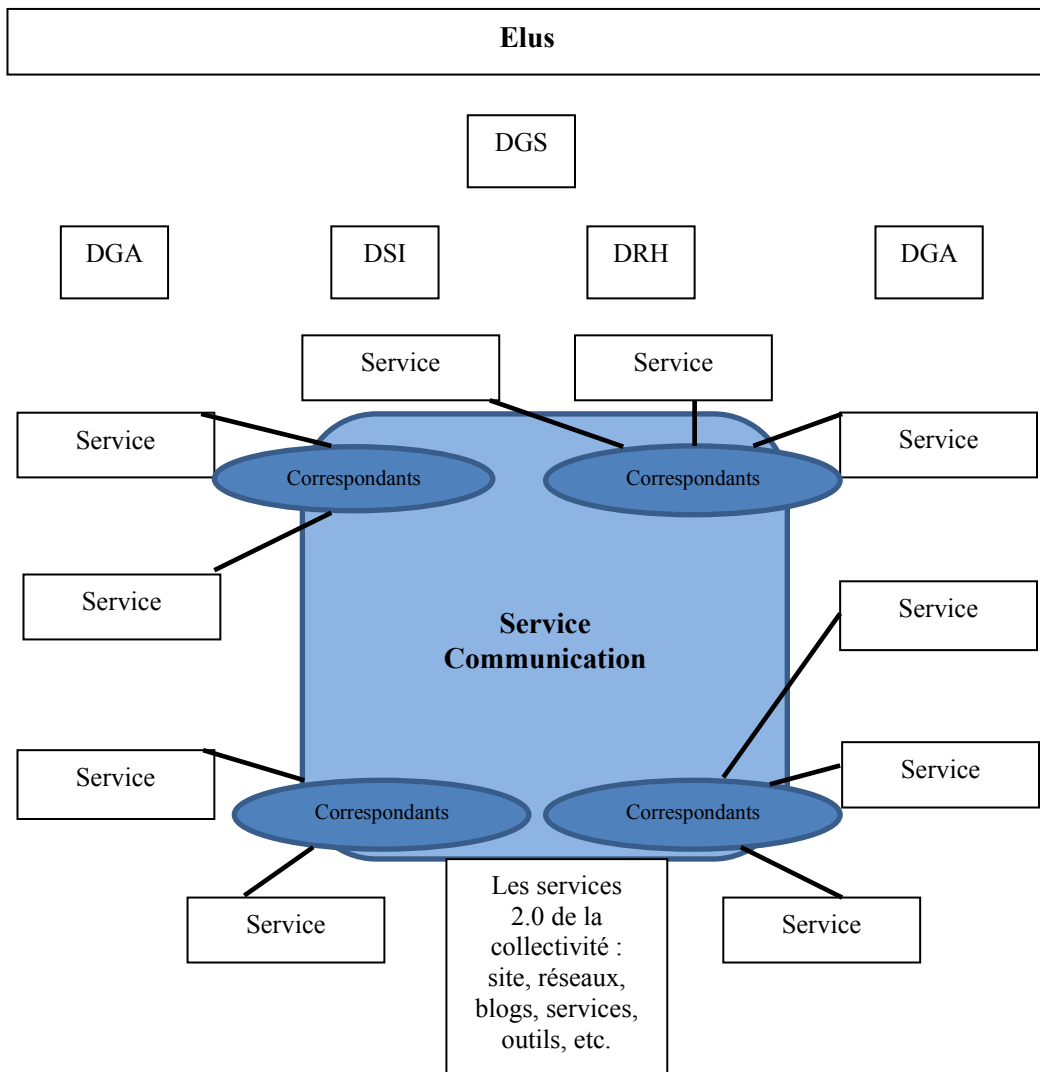 Elus
DGS
DGA
DSI
DRH
DGA
Service
Service
Service
Service
Correspondants
Correspondants
Service
Service
Service
Communication
Service
Service
Correspondants
Correspondants
Service
Service
Les services
2.0 de la
collectivité :
site, réseaux,
blogs, services,
outils, etc.